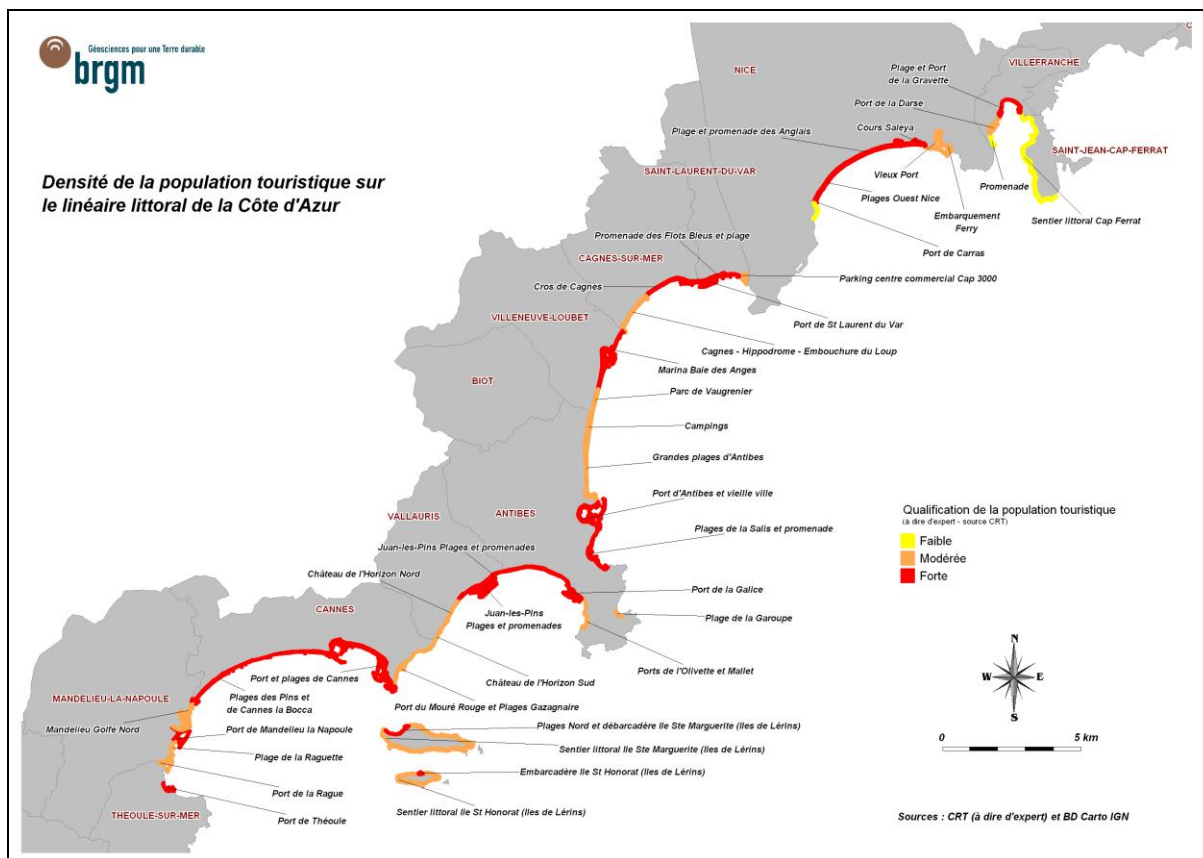 Géosciences pour une Terre durable
brgm
Densité de la population touristique sur
le linéaire littoral de la Côte d'Azur
NICE
VILLEFRANCHE
Plage et Port
de la Gravette
Port de la Darse
Cours Saleya
Plage et promenade des Anglais
SAINT-JEAN-CAP-FERRAT
SAINT-LAURENT-DU-VAR
Vieux Port
Promenade
Plages Ouest Nice
Embarquement
Ferry
Sentier littoral Cap Ferrat
Promenade des Flots Bleus et plage
Port de Carras
CAGNES-SUR-MER
Parking centre commercial Cap 3000
Cros de Cagnes
VILLENEUVE-LOUBET
Port de St Laurent du Var
Cagnes - Hippodrome - Embouchure du Loup
Marina Baie des Anges
BIOT
Parc de Vaugrenier
Campings
Grandes plages d'Antibes
Port d'Antibes et vieille ville
VALLAURIS
ANTIBES
Plages de la Salis et promenade
Juan-les-Pins Plages et promenades
Château de l'Horizon Nord
Port de la Galice
CANNES
Juan-les-Pins
Plages et promenades
Plage de la Garoupe
Ports de l'Olivette et Mallet
Port et plages de Cannes
Château de l'Horizon Sud
MANDELIEU-LA-NAPOULE
Plages des Pins et
de Cannes la Bocca
Port du Mouré Rouge et Plages Gazagnaire
Mandelieu Golfe Nord
Port de Mandelieu la Napoule
Plages Nord et débarcadère Ile Ste Marguerite (Iles de Lérins)
Sentier littoral Ile Ste Marguerite (Iles de Lérins)
Plage de la Raguette
Embarcadère Ile St Honorat (Iles de Lérins)
Port de la Rague
Sentier littoral Ile St Honorat (Iles de Lérins)
THEOULE-SUR-MER
Port de Théoule
Qualification de la population touristique
(à dire d'expert - source CRT)
Faible
Modérée
Forte
N
W
E
S
0
5 km
Sources : CRT (à dire d'expert) et BD Carto IGN